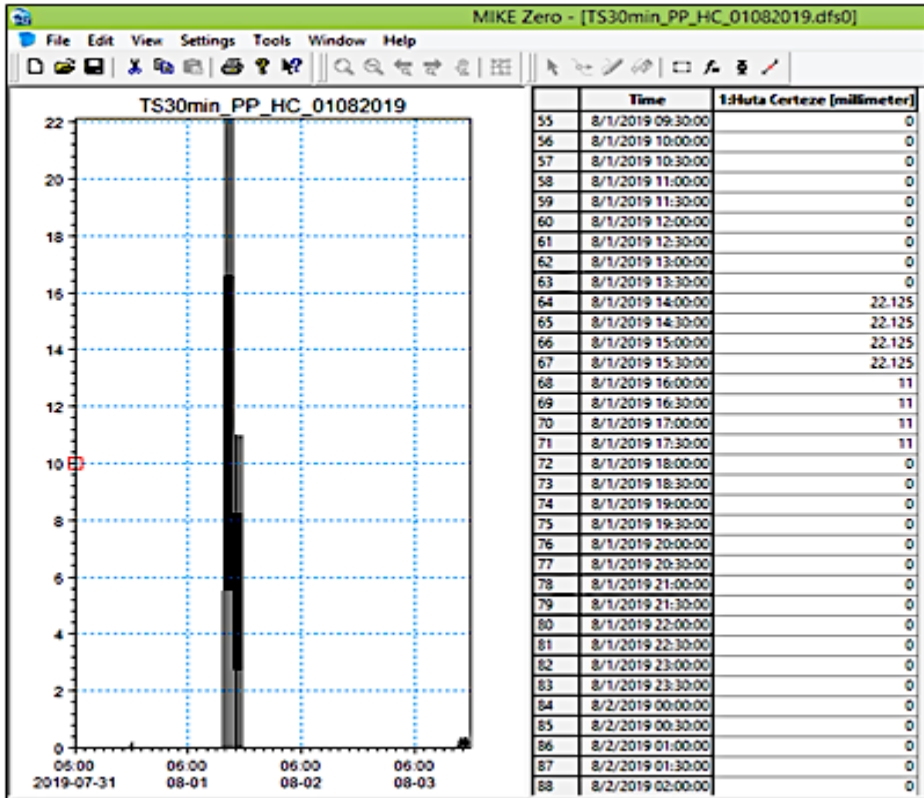 MIKE Zero - [TS30min_PP_HC_01082019.dfs0]
File Edit View Settings Tools Window Help
TS30min_PP_HC_01082019
22
20
18
16
14
12
10
8
6
4
2
0
06:00 06:00 06:00 06:00
2019-07-31 08-01 08-02 08-03
Time 1:Huta Certeze [millimeter]
55 8/1/2019 09:30:00 0
56 8/1/2019 10:00:00 0
57 8/1/2019 10:30:00 0
58 8/1/2019 11:00:00 0
59 8/1/2019 11:30:00 0
60 8/1/2019 12:00:00 0
61 8/1/2019 12:30:00 0
62 8/1/2019 13:00:00 0
63 8/1/2019 13:30:00 0
64 8/1/2019 14:00:00 22.125
65 8/1/2019 14:30:00 22.125
66 8/1/2019 15:00:00 22.125
67 8/1/2019 15:30:00 22.125
68 8/1/2019 16:00:00 11
69 8/1/2019 16:30:00 11
70 8/1/2019 17:00:00 11
71 8/1/2019 17:30:00 11
72 8/1/2019 18:00:00 0
73 8/1/2019 18:30:00 0
74 8/1/2019 19:00:00 0
75 8/1/2019 19:30:00 0
76 8/1/2019 20:00:00 0
77 8/1/2019 20:30:00 0
78 8/1/2019 21:00:00 0
79 8/1/2019 21:30:00 0
80 8/1/2019 22:00:00 0
81 8/1/2019 22:30:00 0
82 8/1/2019 23:00:00 0
83 8/1/2019 23:30:00 0
84 8/2/2019 00:00:00 0
85 8/2/2019 00:30:00 0
86 8/2/2019 01:00:00 0
87 8/2/2019 01:30:00 0
88 8/2/2019 02:00:00 0